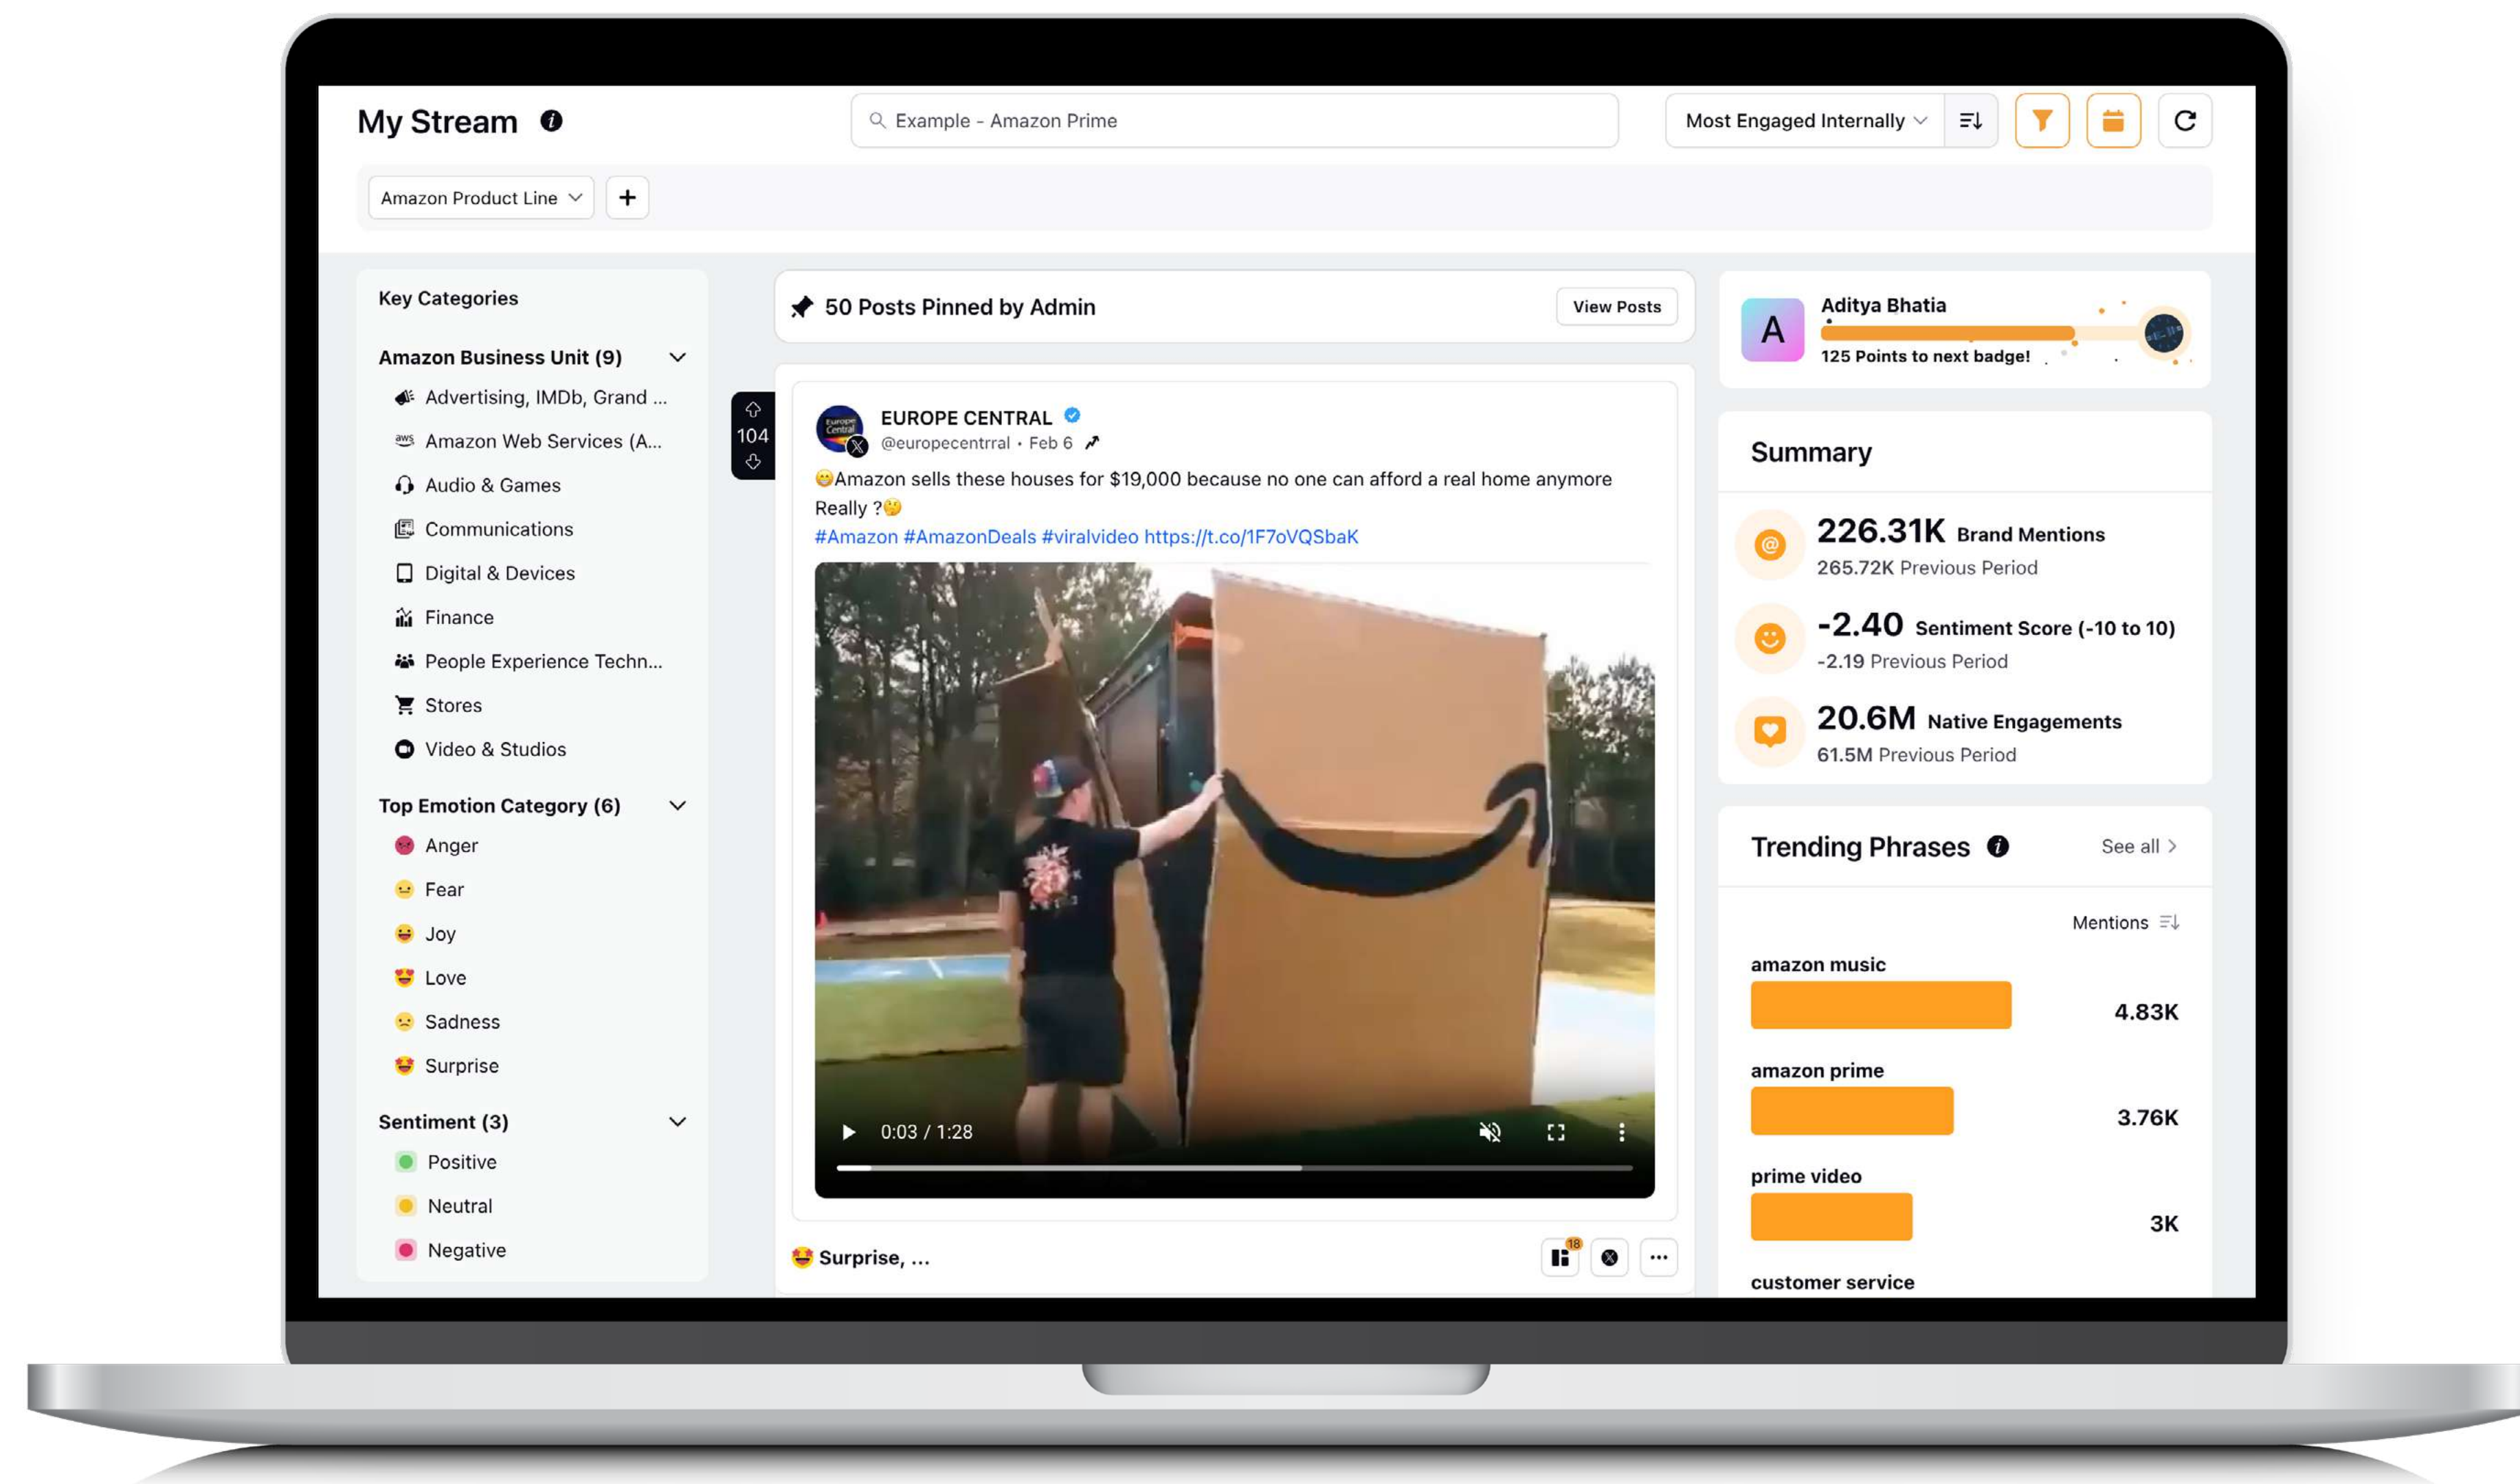 My Stream
Example - Amazon Prime
Most Engaged Internally
Amazon Product Line
Key Categories
Amazon Business Unit (9)
Advertising, IMDb, Grand ...
aws Amazon Web Services (A...
Audio & Games
Communications
Digital & Devices
Finance
People Experience Techn...
Stores
Video & Studios
Top Emotion Category (6)
Anger
Fear
Joy
Love
Sadness
Surprise
Sentiment (3)
Positive
Neutral
Negative
50 Posts Pinned by Admin
View Posts
104
Europe
Central
EUROPE CENTRAL
@europecentrral • Feb 6
😁Amazon sells these houses for $19,000 because no one can afford a real home anymore
Really ?🤔
#Amazon #AmazonDeals #viralvideo https://t.co/1F7oVQSbaK
0:03 / 1:28
Surprise, ...
18
A
Aditya Bhatia
125 Points to next badge!
Summary
226.31K Brand Mentions
265.72K Previous Period
-2.40 Sentiment Score (-10 to 10)
-2.19 Previous Period
20.6M Native Engagements
61.5M Previous Period
Trending Phrases
See all >
Mentions
amazon music
4.83K
amazon prime
3.76K
prime video
3K
customer service